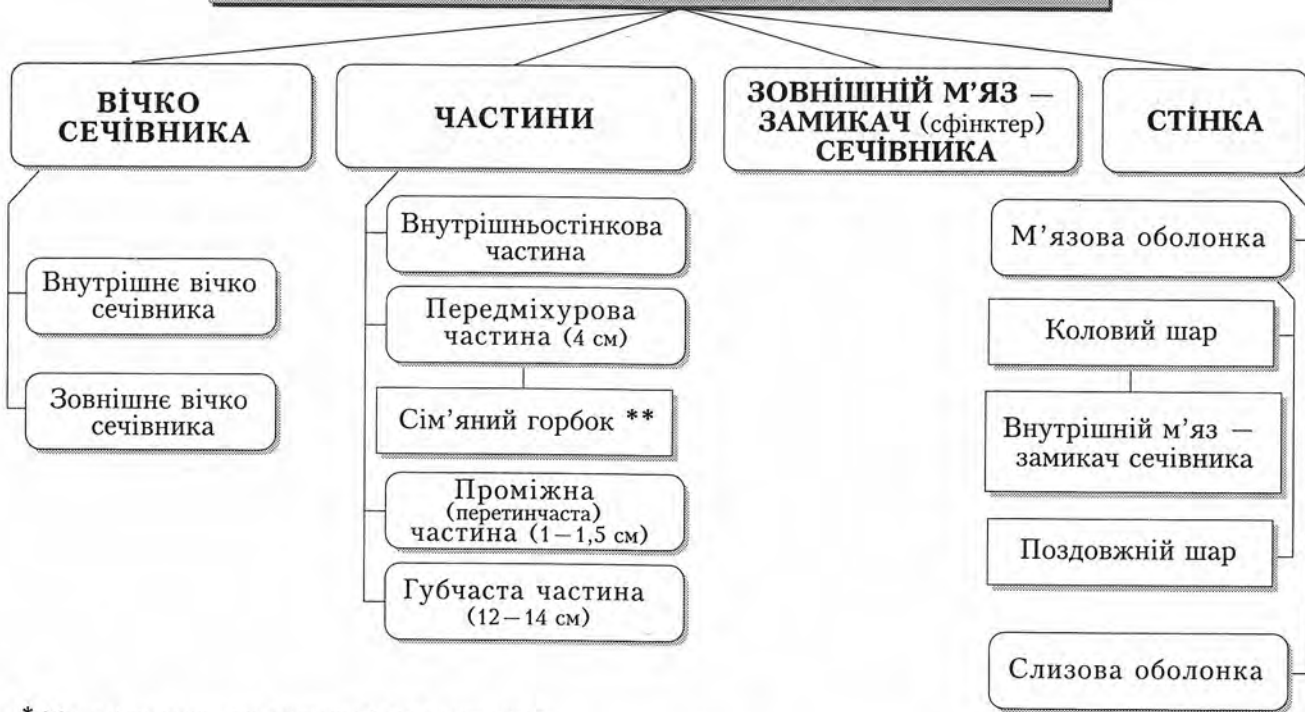 ВІЧКО
СЕЧІВНИКА
ЧАСТИНИ
ЗОВНІШНІЙ М’ЯЗ —
ЗАМИКАЧ (сфінктер)
СЕЧІВНИКА
СТІНКА
Внутрішнє вічко
сечівника
Зовнішнє вічко
сечівника
Внутрішньостінкова
частина
Передміхурова
частина (4 см)
Сім’яний горбок **
Проміжна
(перетинчаста)
частина (1—1,5 см)
Губчаста частина
(12—14 см)
М’язова оболонка
Коловий шар
Внутрішній м’яз —
замикач сечівника
Поздовжній шар
Слизова оболонка
*